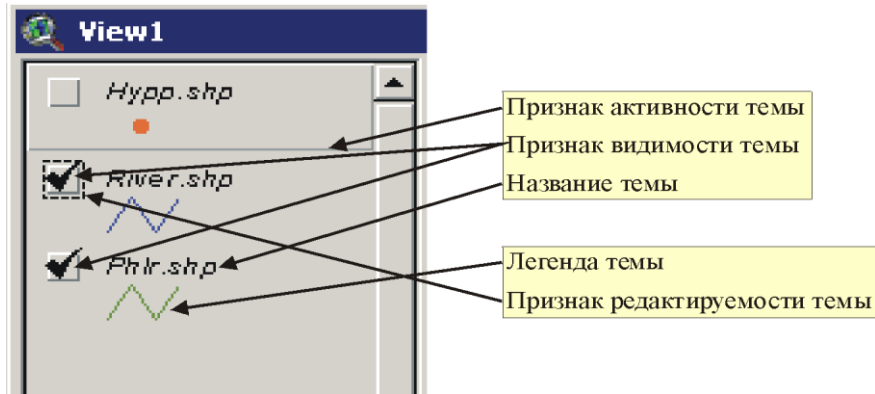 View1
Hypp.shp
River.shp
Phlr.shp
Признак активности темы
Признак видимости темы
Название темы
Легенда темы
Признак редактируемости темы